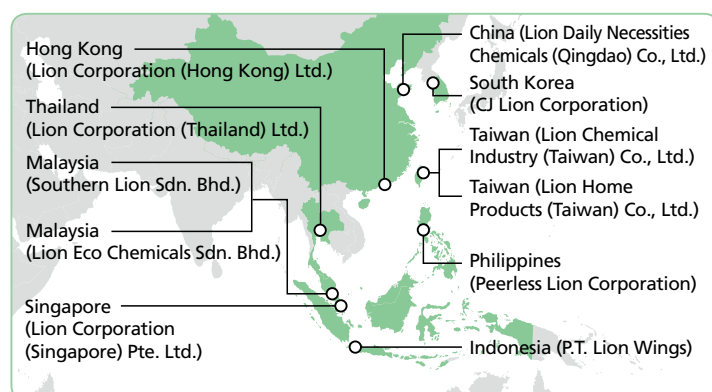 Hong Kong
(Lion Corporation (Hong Kong) Ltd.)
Thailand
(Lion Corporation (Thailand) Ltd.)
Malaysia
(Southern Lion Sdn. Bhd.)
Malaysia
(Lion Eco Chemicals Sdn. Bhd.)
Singapore
(Lion Corporation
(Singapore) Pte. Ltd.)
China (Lion Daily Necessities
Chemicals (Qingdao) Co., Ltd.)
South Korea
(CJ Lion Corporation)
Taiwan (Lion Chemical
Industry (Taiwan) Co., Ltd.)
Taiwan (Lion Home
Products (Taiwan) Co., Ltd.)
Philippines
(Peerless Lion Corporation)
Indonesia (P.T. Lion Wings)